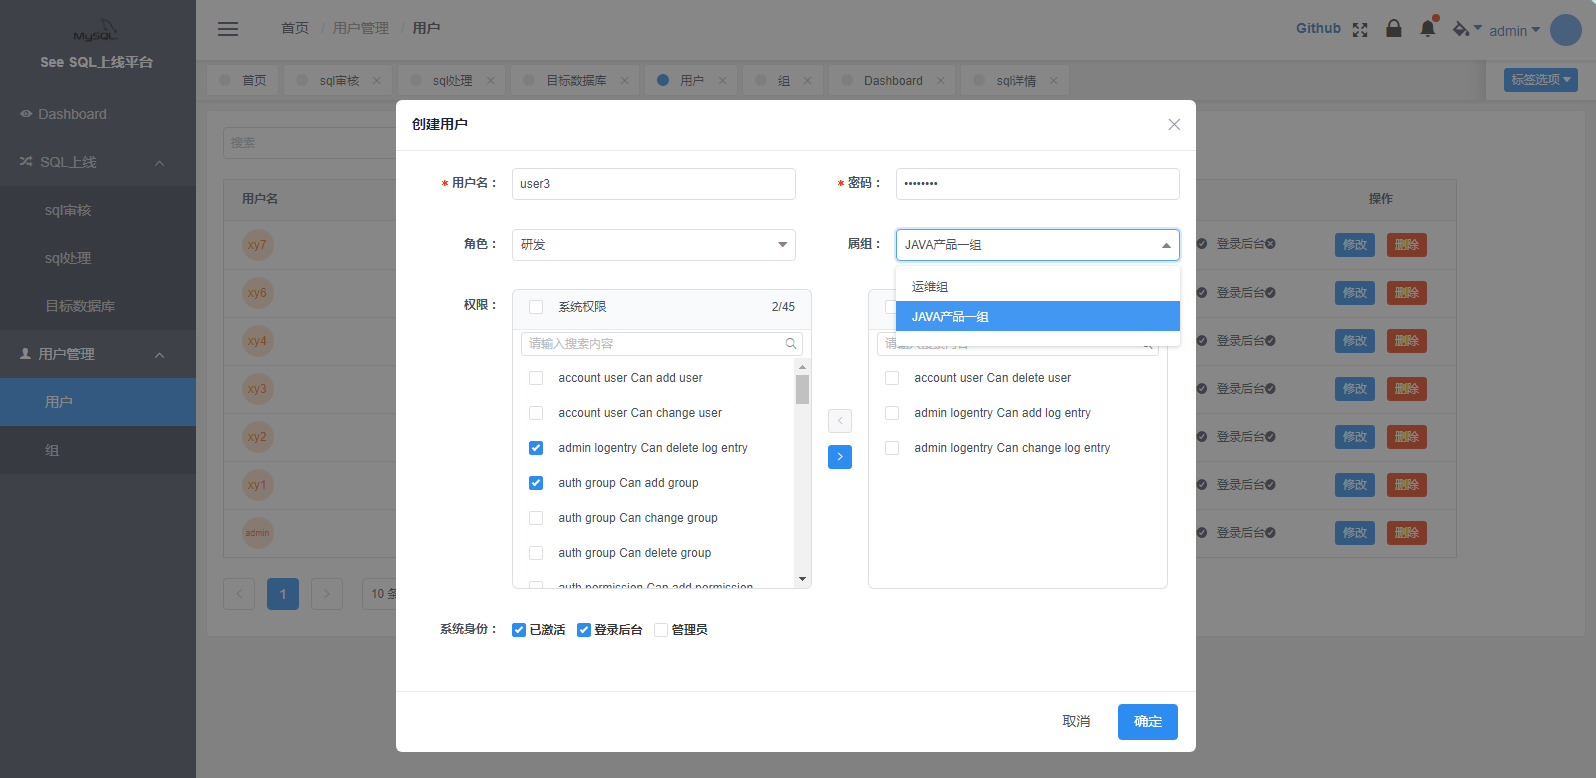 MySQL
See SQL上线平台
Dashboard
SQL上线
sql审核
sql处理
目标数据库
用户管理
用户
组
首页 / 用户管理 / 用户
Github
admin
首页
sql审核
sql处理
目标数据库
用户
组
Dashboard
sql详情
标签选项
搜索
用户名
操作
xy7
登录后台
修改
删除
xy6
登录后台
修改
删除
xy4
登录后台
修改
删除
xy3
登录后台
修改
删除
xy2
登录后台
修改
删除
xy1
登录后台
修改
删除
admin
登录后台
修改
删除
1
10 条
创建用户
* 用户名：
user3
* 密码：
••••••••
角色：
研发
属组：
JAVA产品一组
运维组
JAVA产品一组
权限：
系统权限
2/45
请输入搜索内容
account user Can add user
account user Can change user
admin logentry Can delete log entry
auth group Can add group
auth group Can change group
auth group Can delete group
auth permission Can add permission
account user Can delete user
admin logentry Can add log entry
admin logentry Can change log entry
系统身份：
已激活
登录后台
管理员
取消
确定